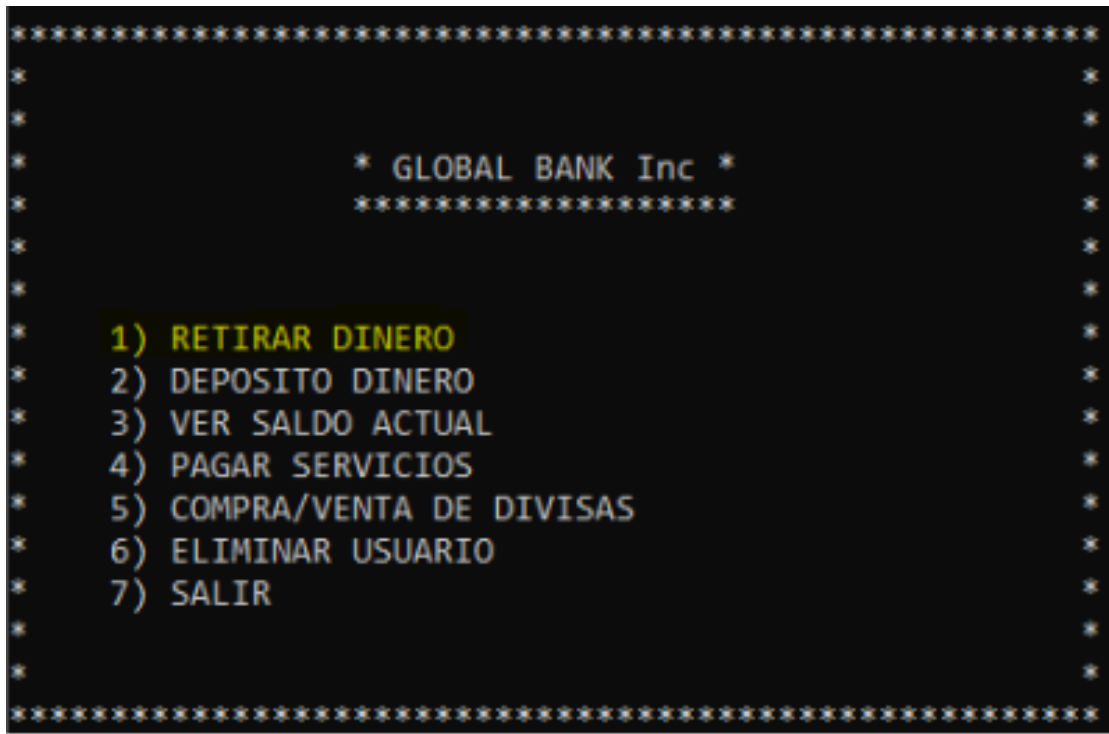 ******************************************************
* *
* *
* * GLOBAL BANK Inc * *
* ******************* *
* *
* *
* 1) RETIRAR DINERO *
* 2) DEPOSITO DINERO *
* 3) VER SALDO ACTUAL *
* 4) PAGAR SERVICIOS *
* 5) COMPRA/VENTA DE DIVISAS *
* 6) ELIMINAR USUARIO *
* 7) SALIR *
* *
* *
******************************************************